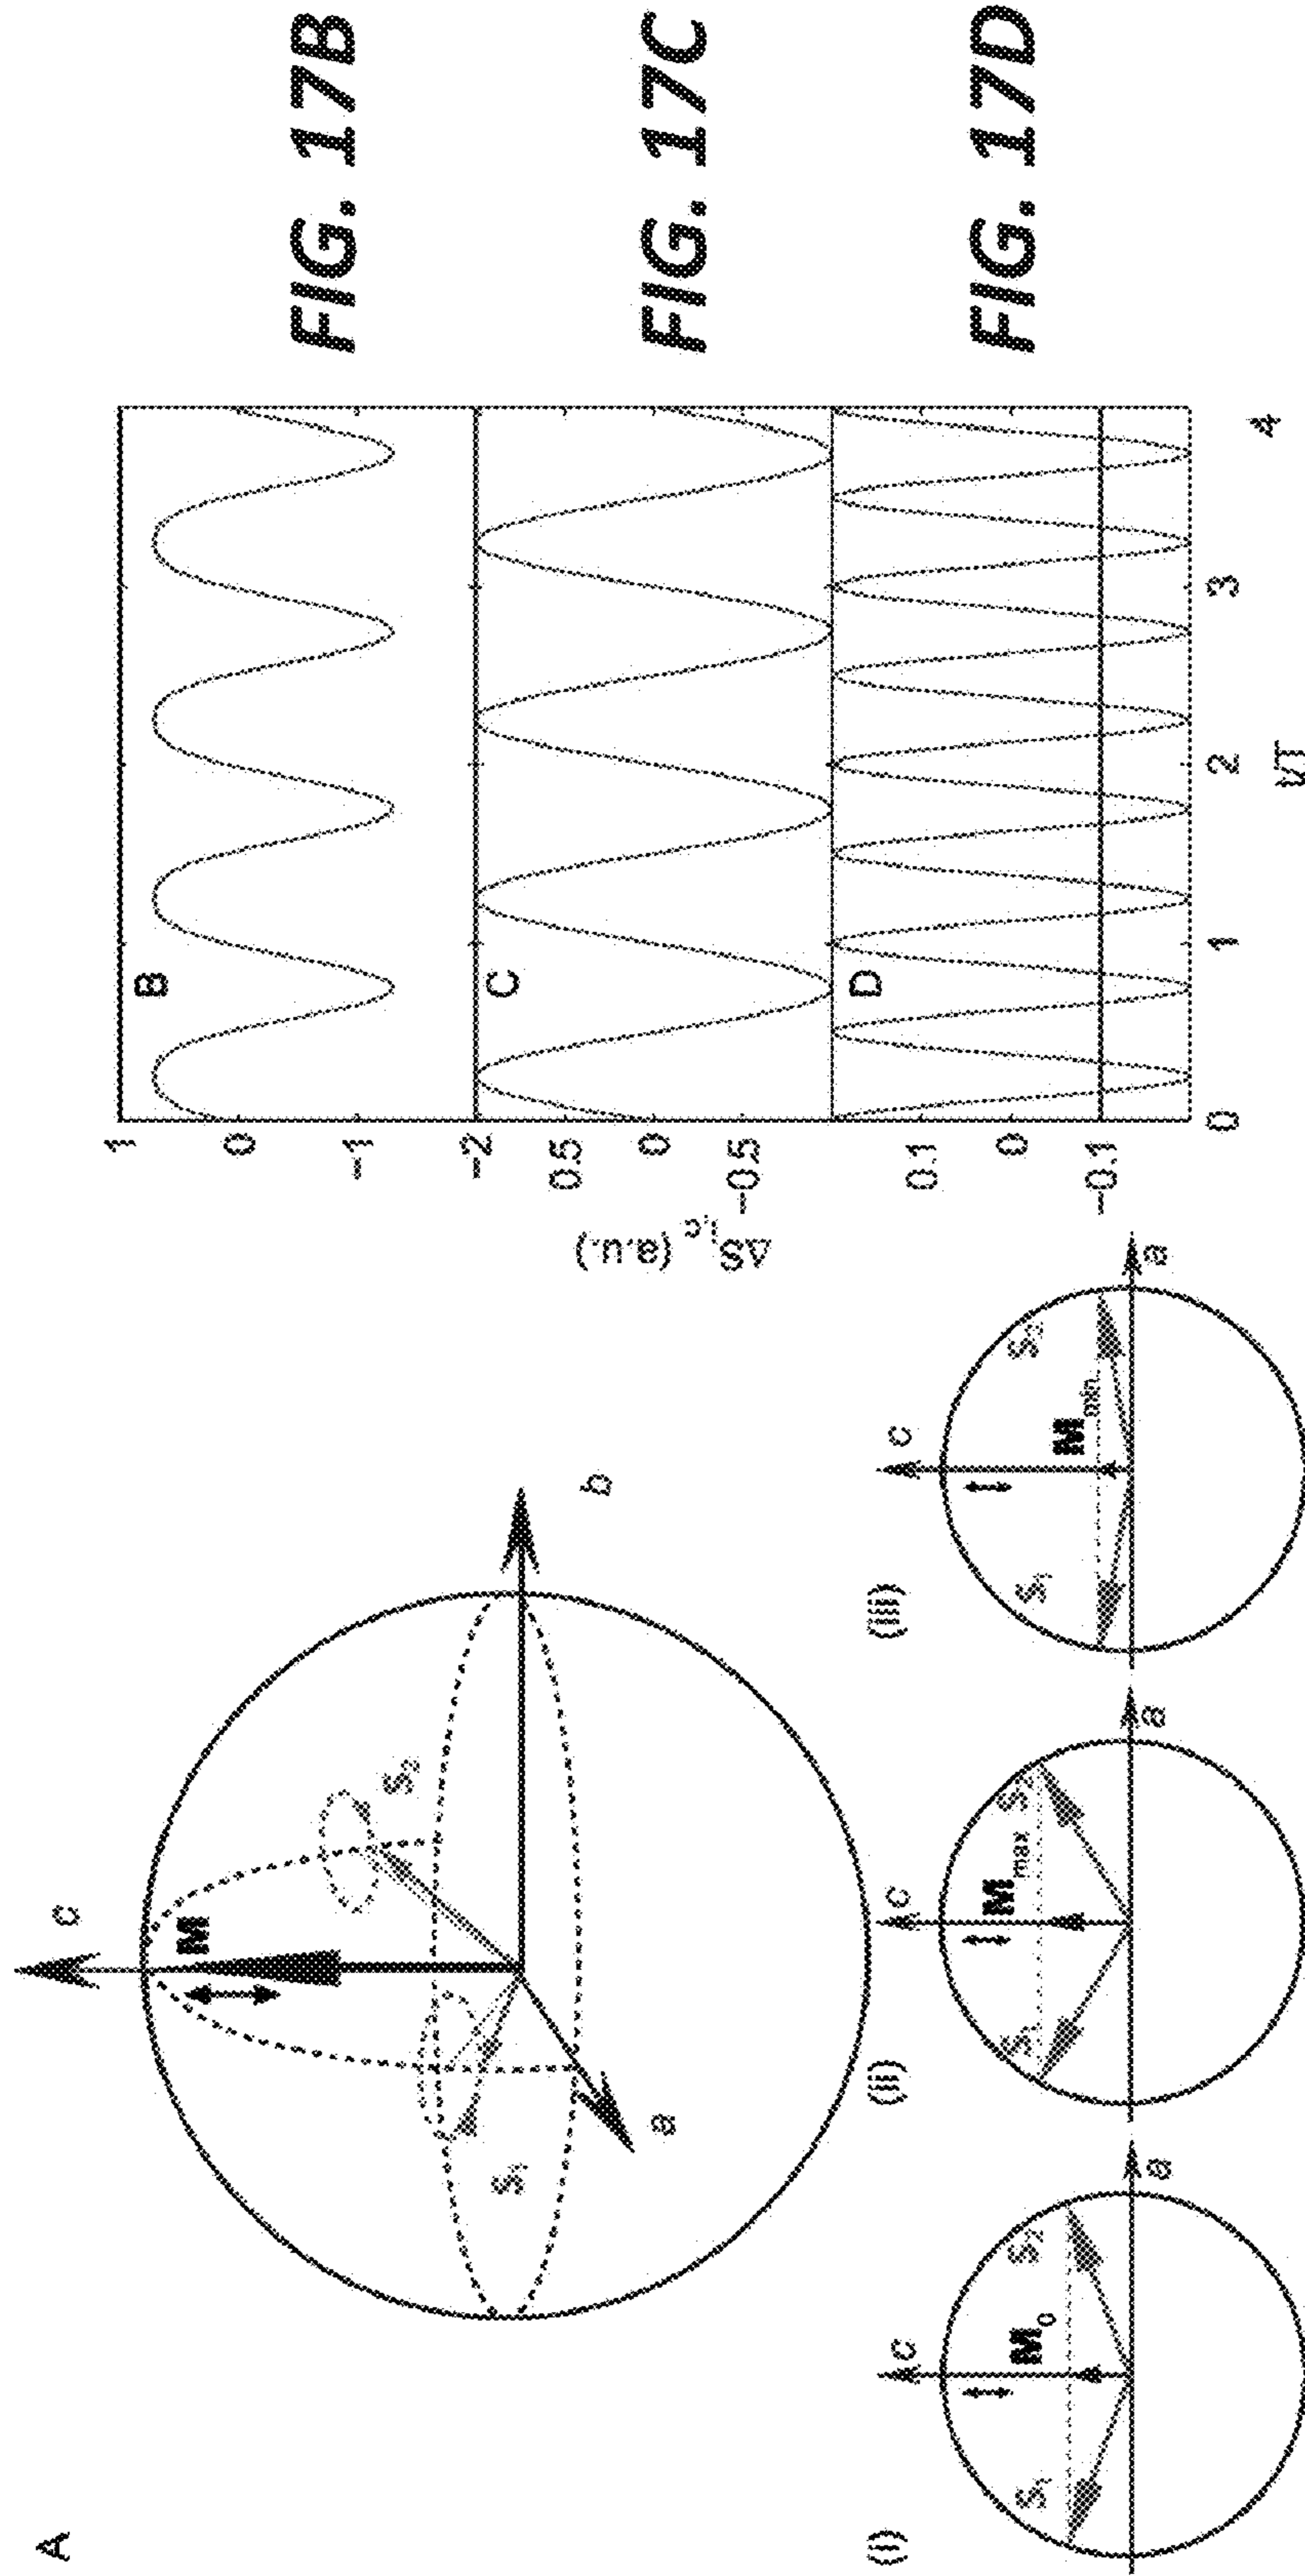 A
c
M
S₁
S₂
b
a
(i)
c
S₁
M₀
S₂
a
(ii)
c
S₁
Mmax
S₂
a
(iii)
c
S₁
Mmin
S₂
a
ΔSi,c (a.u.)
1
0
-1
-2
0.5
0
-0.5
0.1
0
-0.1
B
C
D
0
1
2
3
4
FIG. 17B
FIG. 17C
FIG. 17D